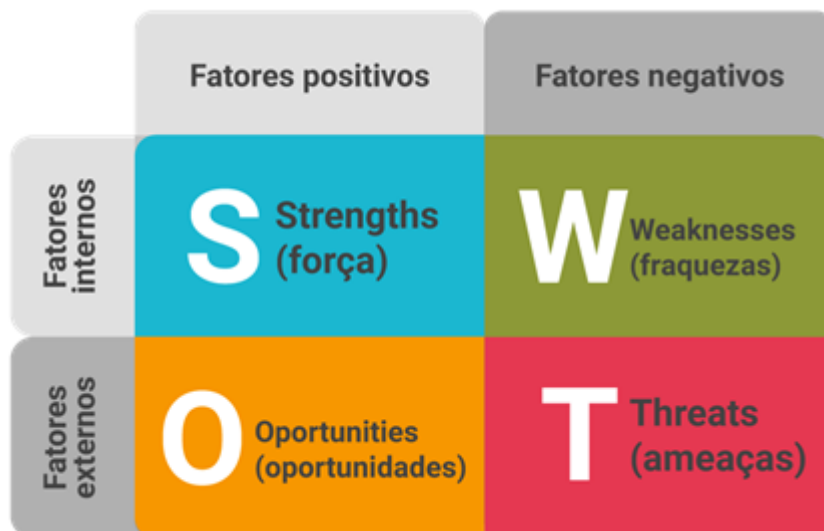 Fatores positivos
Fatores negativos
Fatores
internos
S
Strengths
(força)
W
Weaknesses
(fraquezas)
Fatores
externos
O
Oportunities
(oportunidades)
T
Threats
(ameaças)